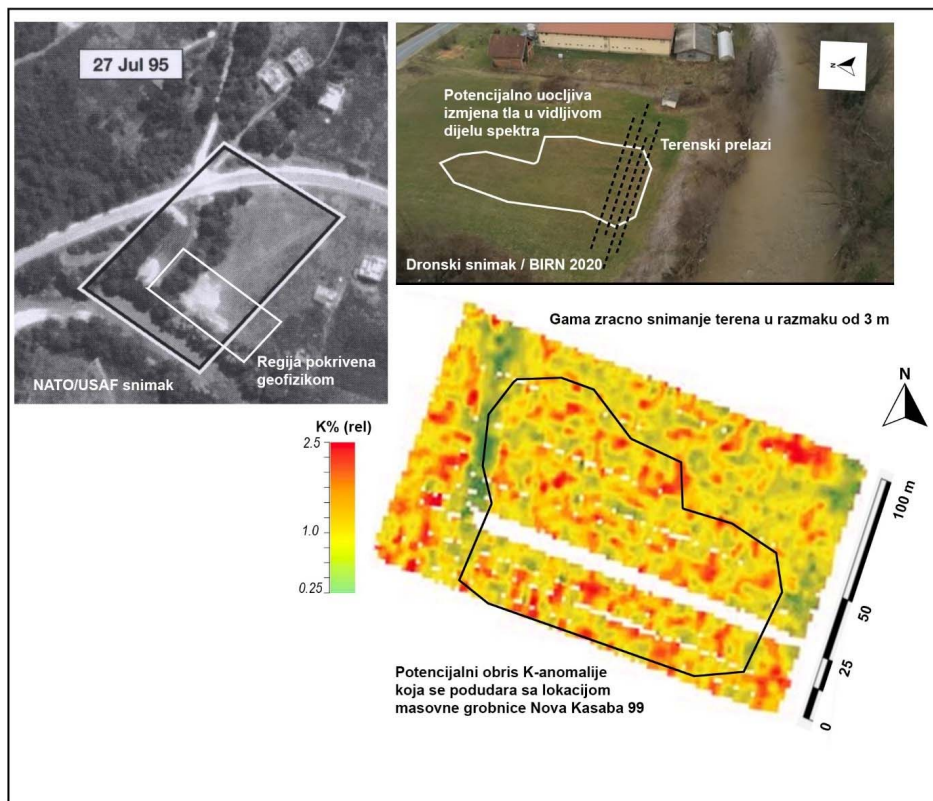 27 Jul 95
NATO/USAF snimak
Regija pokrivena
geofizikom
Potencijalno uocljiva
izmjena tla u vidljivom
dijelu spektra
Terenski prelazi
Dronski snimak / BIRN 2020
N
Gama zracno snimanje terena u razmaku od 3 m
N
K% (rel)
2.5
1.0
0.25
100 m
50
25
0
Potencijalni obris K-anomalije
koja se podudara sa lokacijom
masovne grobnice Nova Kasaba 99